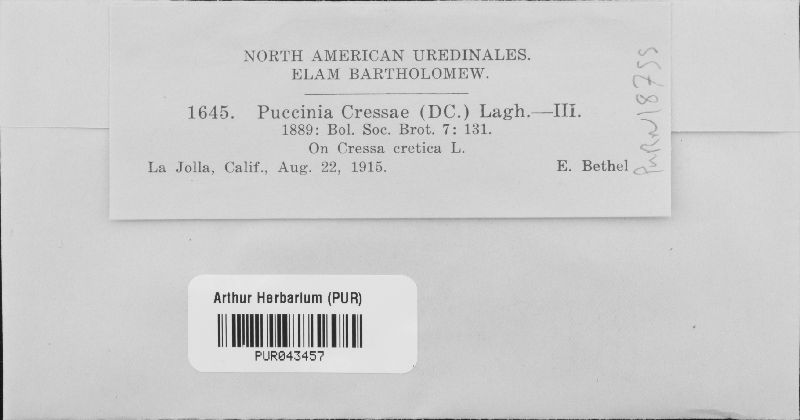 NORTH AMERICAN UREDINALES.
ELAM BARTHOLOMEW.
1645. Puccinia Cressae (DC.) Lagh.—III.
1889: Bol. Soc. Brot. 7: 131.
On Cressa cretica L.
La Jolla, Calif., Aug. 22, 1915. E. Bethel
PURN18755
Arthur Herbarium (PUR)
PUR043457